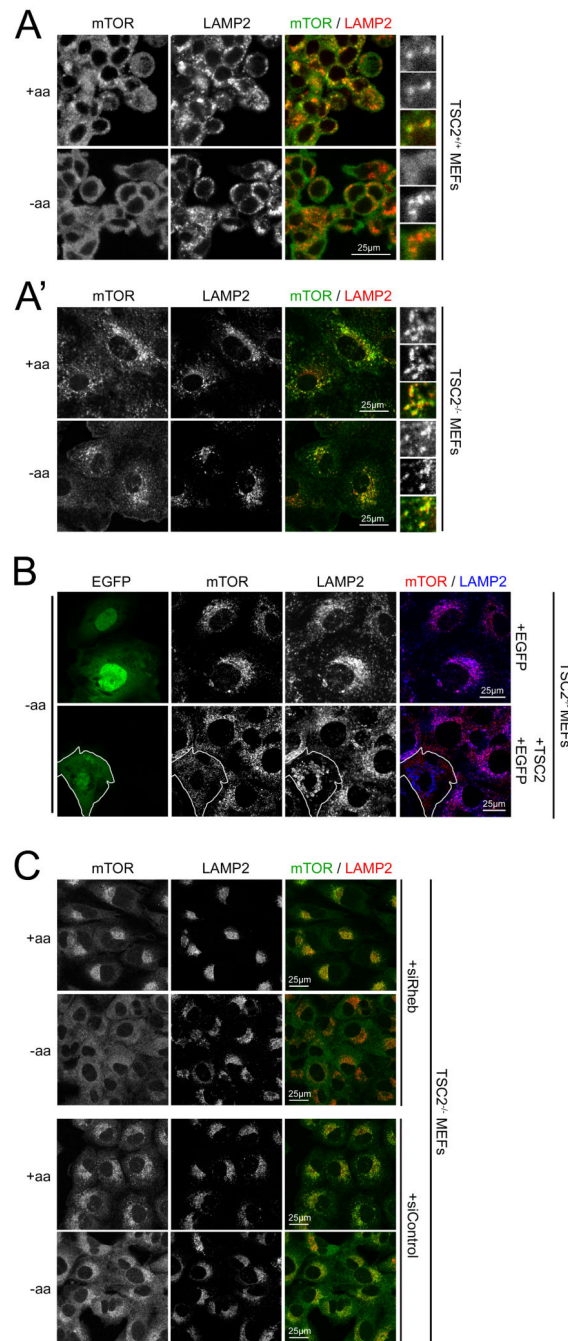 A
mTOR LAMP2 mTOR / LAMP2
+aa
-aa
25µm
TSC2+/+ MEFs
A'
mTOR LAMP2 mTOR / LAMP2
+aa
25µm
-aa
25µm
TSC2-/- MEFs
B
EGFP mTOR LAMP2 mTOR / LAMP2
-aa
25µm
+EGFP
25µm
+TSC2
+EGFP
TSC2-/- MEFs
C
mTOR LAMP2 mTOR / LAMP2
+aa
25µm
-aa
25µm
+siRheb
+aa
25µm
-aa
25µm
+siControl
TSC2-/- MEFs